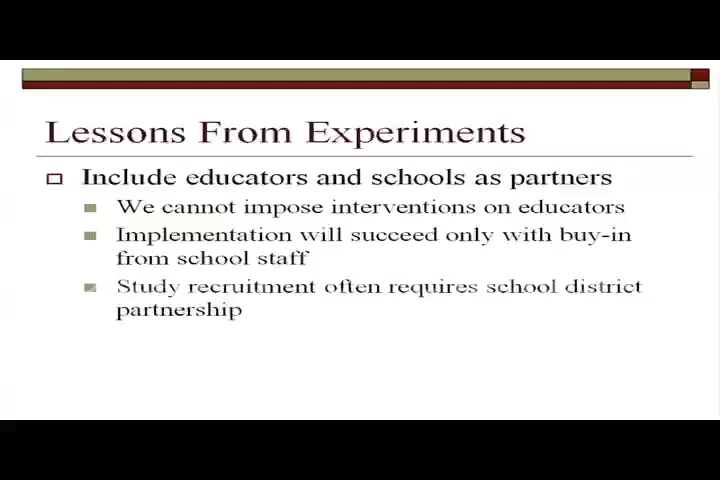 Lessons From Experiments
Include educators and schools as partners
We cannot impose interventions on educators
Implementation will succeed only with buy-in
from school staff
Study recruitment often requires school district
partnership